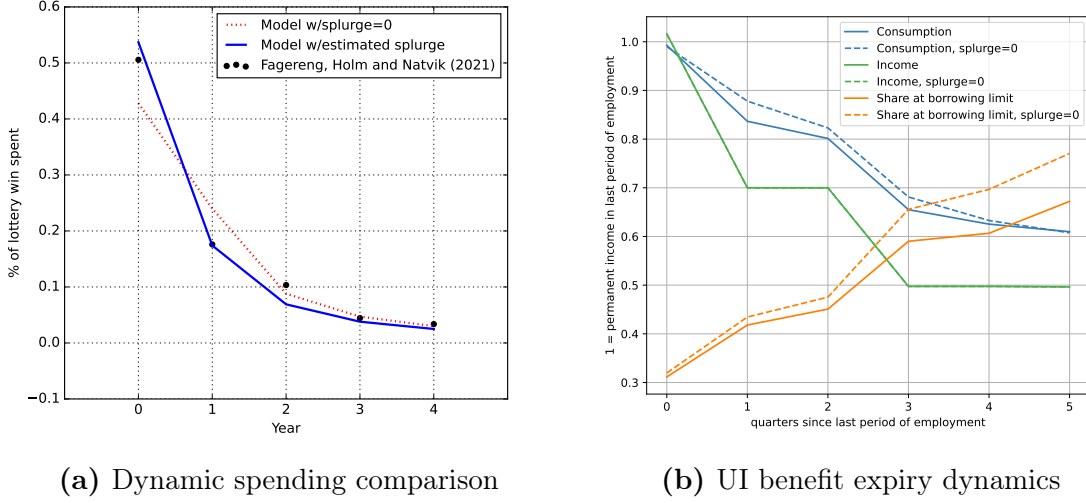 Model w/splurge=0
Model w/estimated splurge
Fagereng, Holm and Natvik (2021)
% of lottery win spent
0.6
0.5
0.4
0.3
0.2
0.1
0.0
−0.1
0 1 2 3 4
Year
(a) Dynamic spending comparison
Consumption
Consumption, splurge=0
Income
Income, splurge=0
Share at borrowing limit
Share at borrowing limit, splurge=0
1 = permanent income in last period of employment
1.0
0.9
0.8
0.7
0.6
0.5
0.4
0.3
0 1 2 3 4 5
quarters since last period of employment
(b) UI benefit expiry dynamics